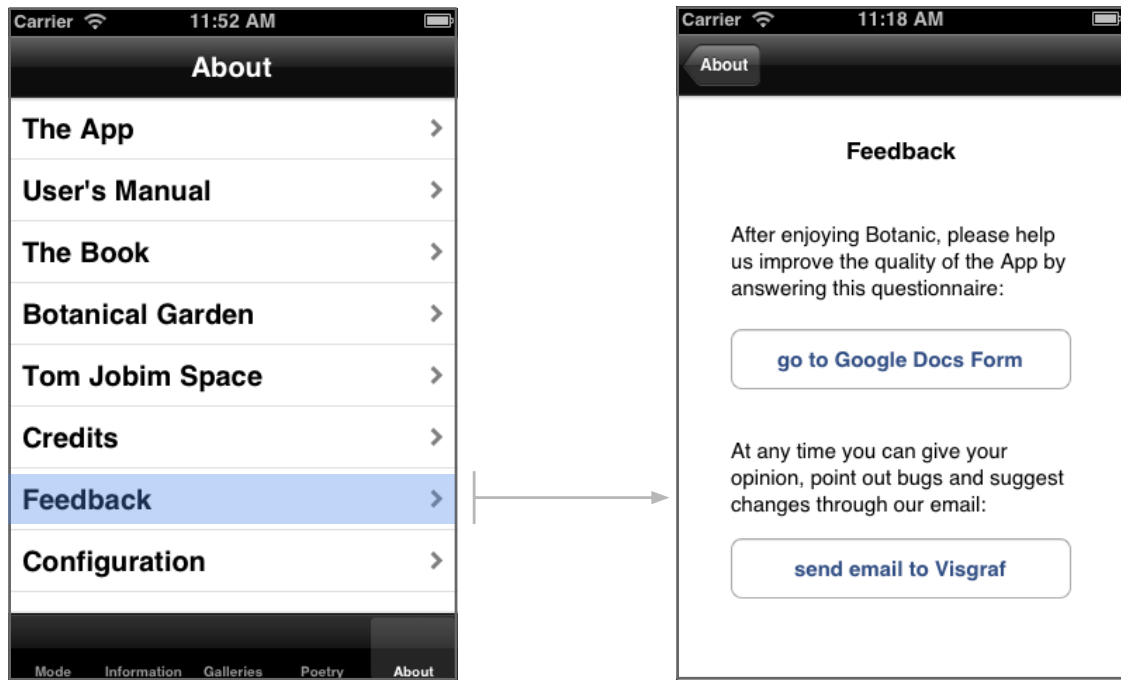 Carrier 11:52 AM
About
The App
User's Manual
The Book
Botanical Garden
Tom Jobim Space
Credits
Feedback
Configuration
Mode Information Galleries Poetry About
Carrier 11:18 AM
About
Feedback
After enjoying Botanic, please help
us improve the quality of the App by
answering this questionnaire:
go to Google Docs Form
At any time you can give your
opinion, point out bugs and suggest
changes through our email:
send email to Visgraf